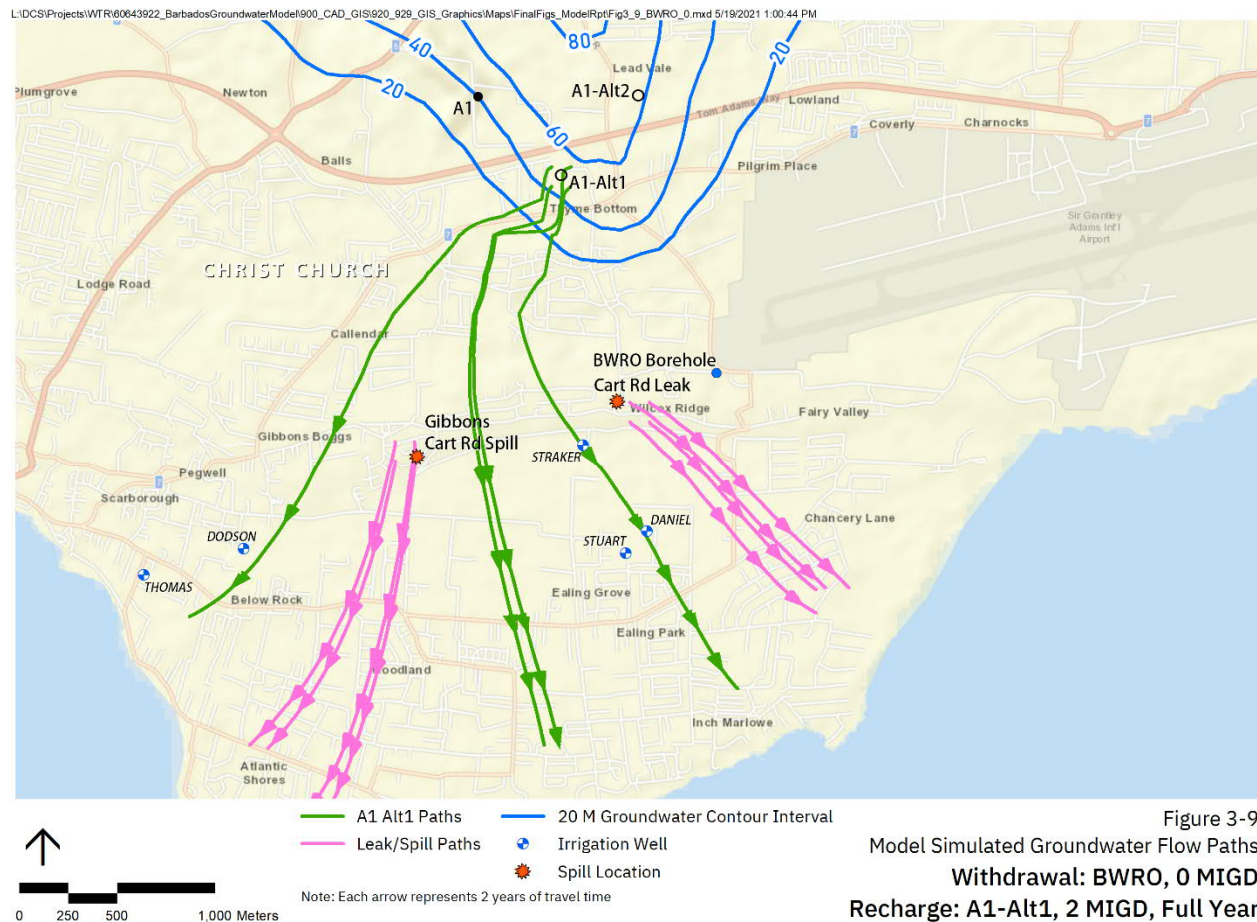 L:\DCS\Projects\WTR\60643922_BarbadosGroundwaterModel\900_CAD_GIS\920_929_GIS_Graphics\Maps\FinalFigs_ModelRpt\Fig3_9_BWRO_0.mxd 5/19/2021 1:00:44 PM
80
40
20
20
60
6
R
Lead Vale
A1-Alt2
A1
Plumgrove
Newton
Tom Adams Way
Lowland
Coverly
Charnocks
7
7
Balls
Pilgrim Place
A1-Alt1
Thyme Bottom
7
Sir Grantley
Adams Int'l
Airport
CHRIST CHURCH
Lodge Road
Callendar
BWRO Borehole
Cart Rd Leak
Wilcox Ridge
Fairy Valley
Gibbons
Cart Rd Spill
Gibbons Boggs
STRAKER
Pegwell
7
Scarborough
Chancery Lane
DANIEL
DODSON
STUART
THOMAS
Below Rock
Ealing Grove
Ealing Park
Woodland
Inch Marlowe
Atlantic
Shores
A1 Alt1 Paths
Leak/Spill Paths
20 M Groundwater Contour Interval
Irrigation Well
Spill Location
Note: Each arrow represents 2 years of travel time
0 250 500 1,000 Meters
Figure 3-9
Model Simulated Groundwater Flow Paths
Withdrawal: BWRO, 0 MIGD
Recharge: A1-Alt1, 2 MIGD, Full Year